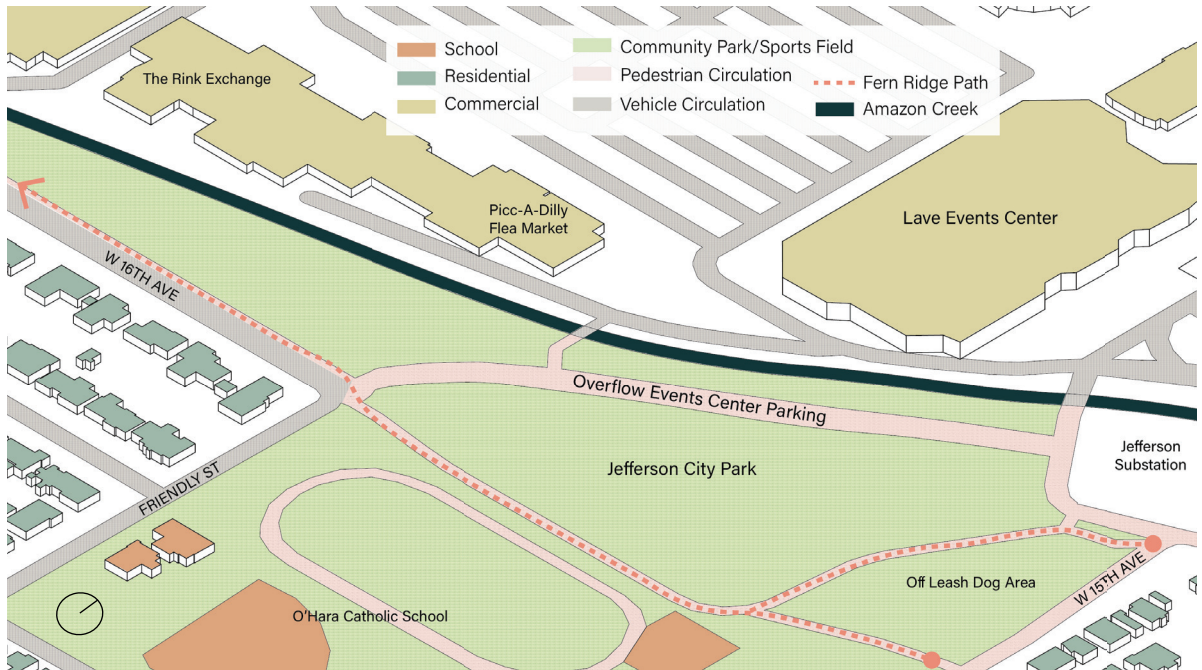 School
Residential
Commercial
Community Park/Sports Field
Pedestrian Circulation
Vehicle Circulation
Fern Ridge Path
Amazon Creek
The Rink Exchange
Picc-A-Dilly
Flea Market
Lave Events Center
W 16TH AVE
Overflow Events Center Parking
Jefferson City Park
Jefferson
Substation
FRIENDLY ST
Off Leash Dog Area
W 15TH AVE
O'Hara Catholic School